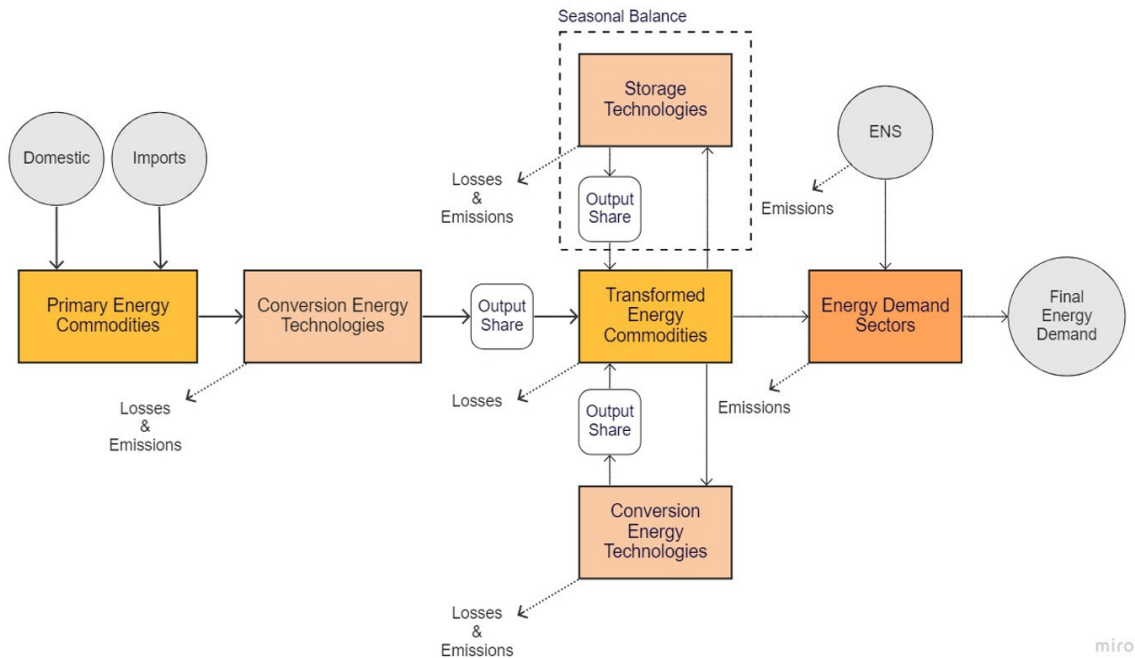 Seasonal Balance
Storage
Technologies
Domestic
Imports
ENS
Losses
&
Emissions
Output
Share
Emissions
Primary Energy
Commodities
Conversion Energy
Technologies
Output
Share
Transformed
Energy
Commodities
Energy Demand
Sectors
Final
Energy
Demand
Losses
&
Emissions
Losses
Output
Share
Emissions
Conversion
Energy
Technologies
Losses
&
Emissions
miro